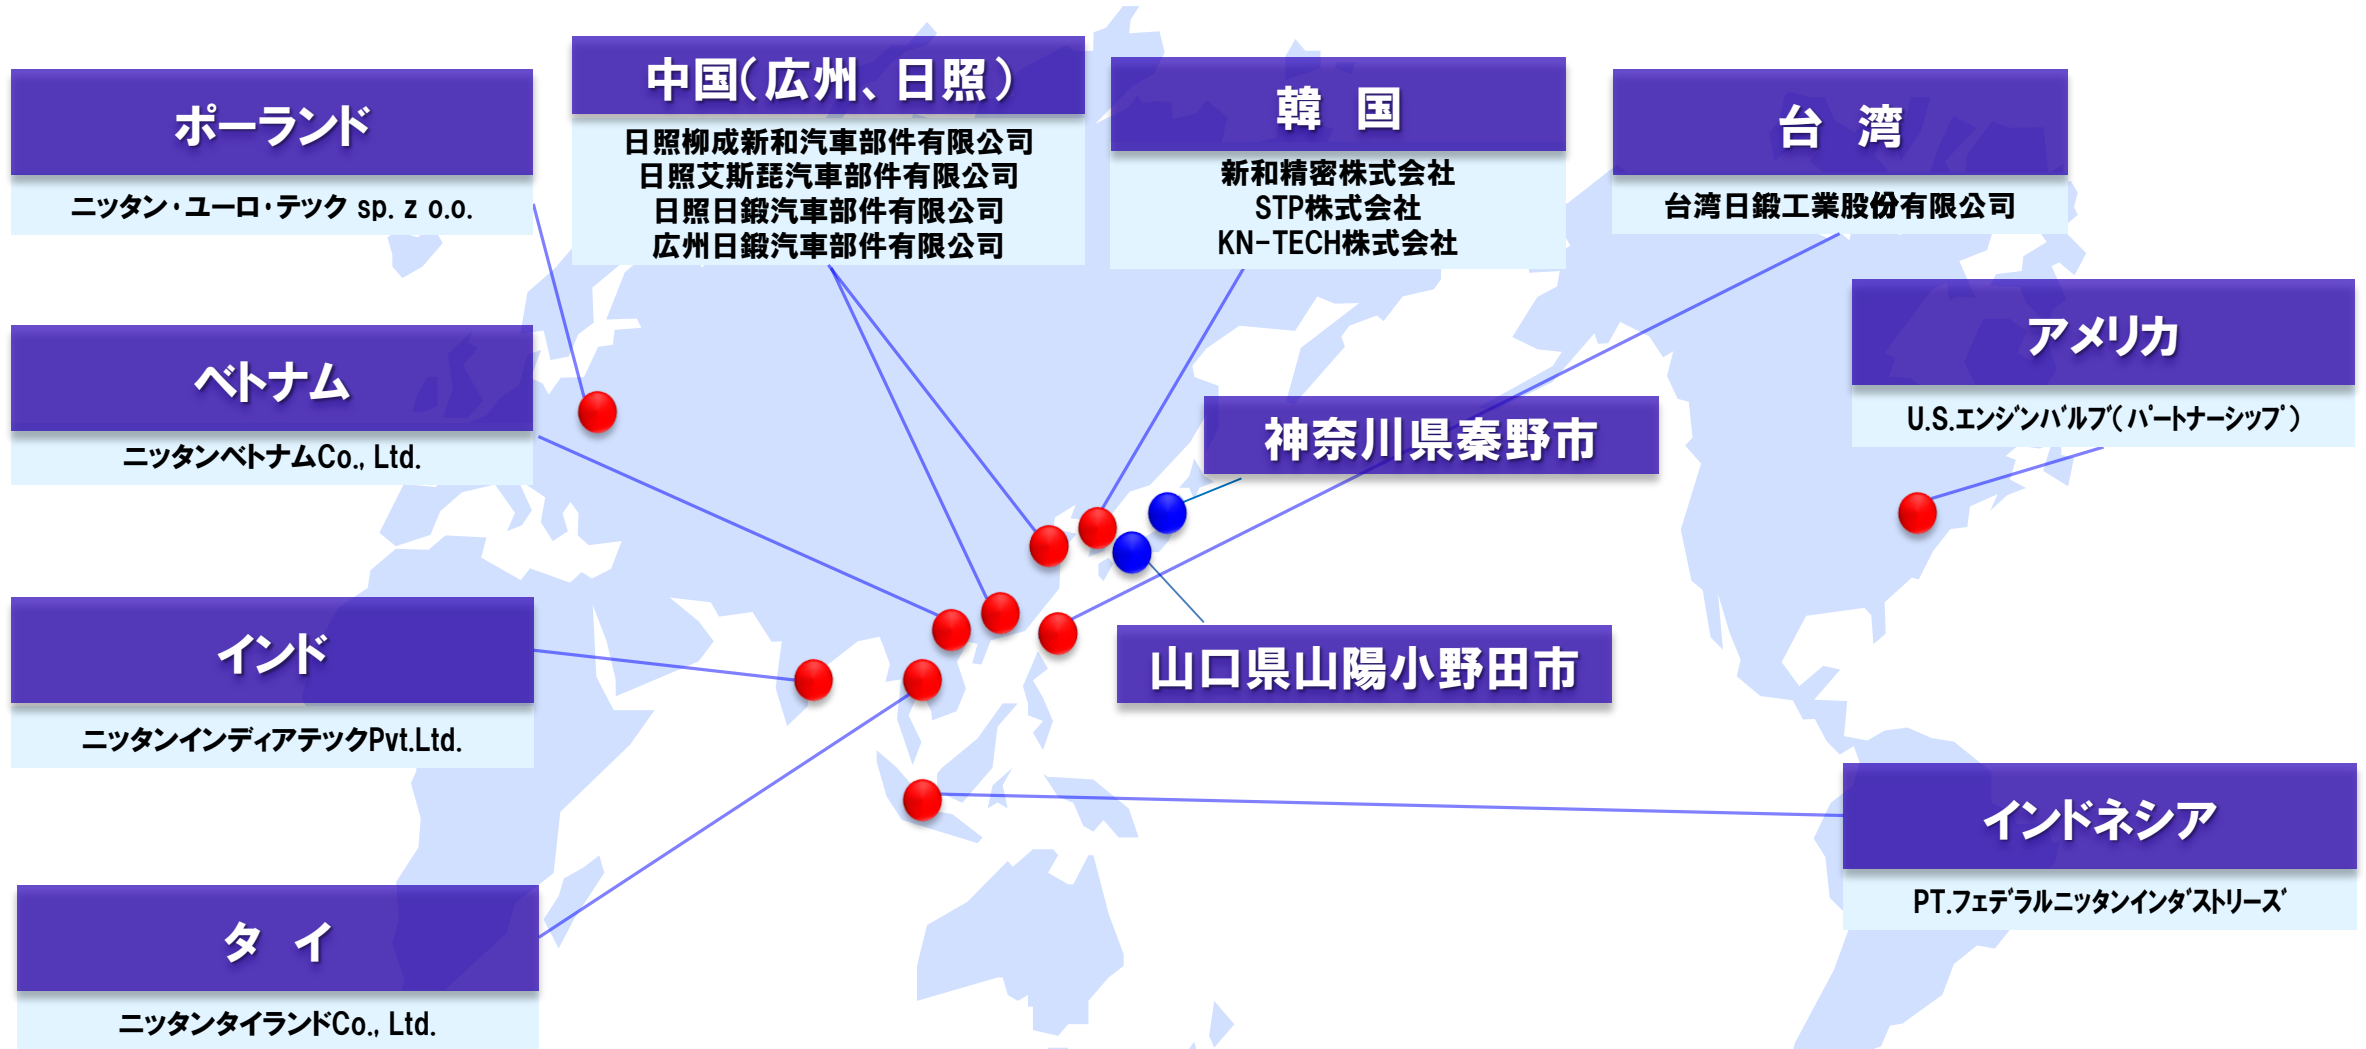 中国(広州、日照)
日照柳成新和汽車部件有限公司
日照艾斯琵汽車部件有限公司
日照日鍛汽車部件有限公司
広州日鍛汽車部件有限公司
韓　国
新和精密株式会社
STP株式会社
KN-TECH株式会社
台　湾
台湾日鍛工業股份有限公司
ポーランド
ニッタン・ユーロ・テック sp. z o.o.
アメリカ
U.S.エンジンバルブ(パートナーシップ)
ベトナム
ニッタンベトナムCo., Ltd.
神奈川県秦野市
山口県山陽小野田市
インド
ニッタンインディアテックPvt.Ltd.
インドネシア
PT.フェデラルニッタンインダストリーズ
タ　イ
ニッタンタイランドCo., Ltd.